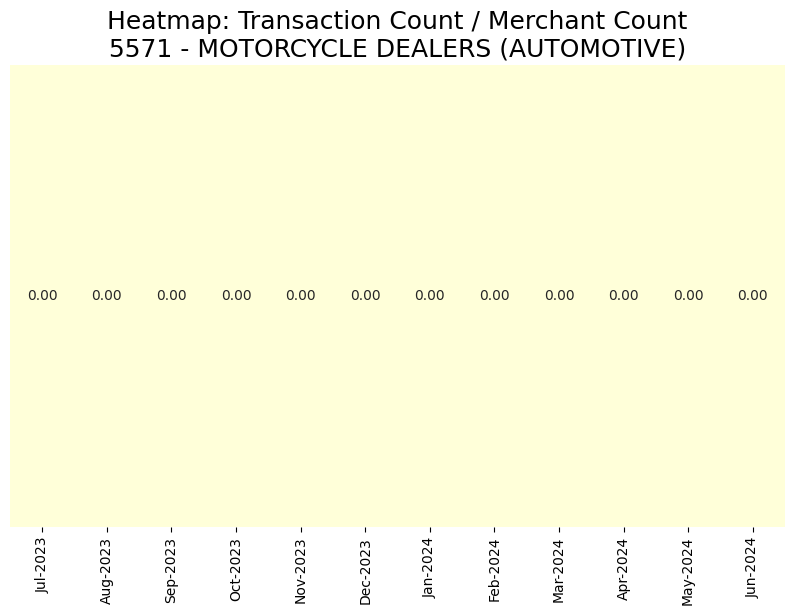 Heatmap: Transaction Count / Merchant Count
5571 - MOTORCYCLE DEALERS (AUTOMOTIVE)
0.00 0.00 0.00 0.00 0.00 0.00 0.00 0.00 0.00 0.00 0.00 0.00
Jul-2023 Aug-2023 Sep-2023 Oct-2023 Nov-2023 Dec-2023 Jan-2024 Feb-2024 Mar-2024 Apr-2024 May-2024 Jun-2024